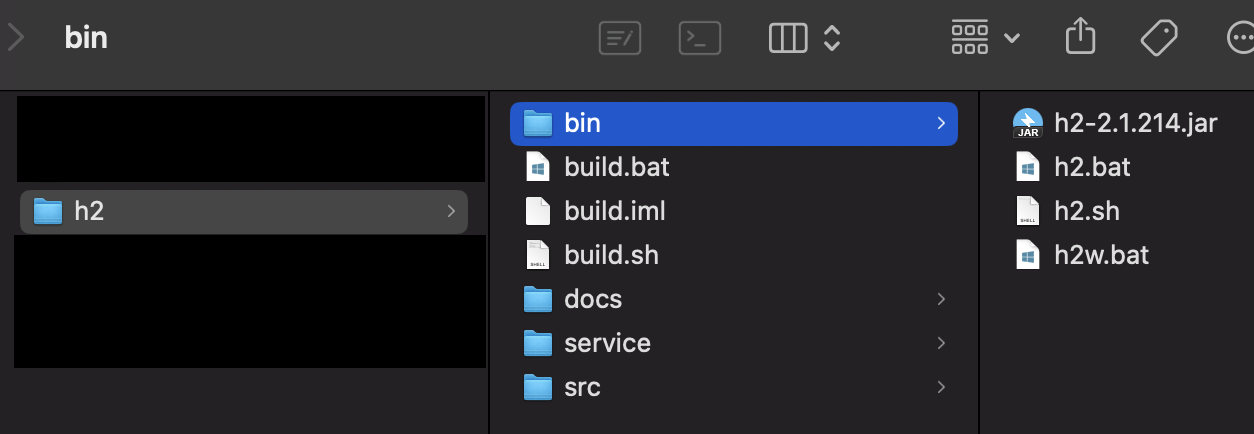 bin
h2
bin
build.bat
build.iml
build.sh
docs
service
src
h2-2.1.214.jar
h2.bat
h2.sh
h2w.bat
JAR
SHELL
SHELL